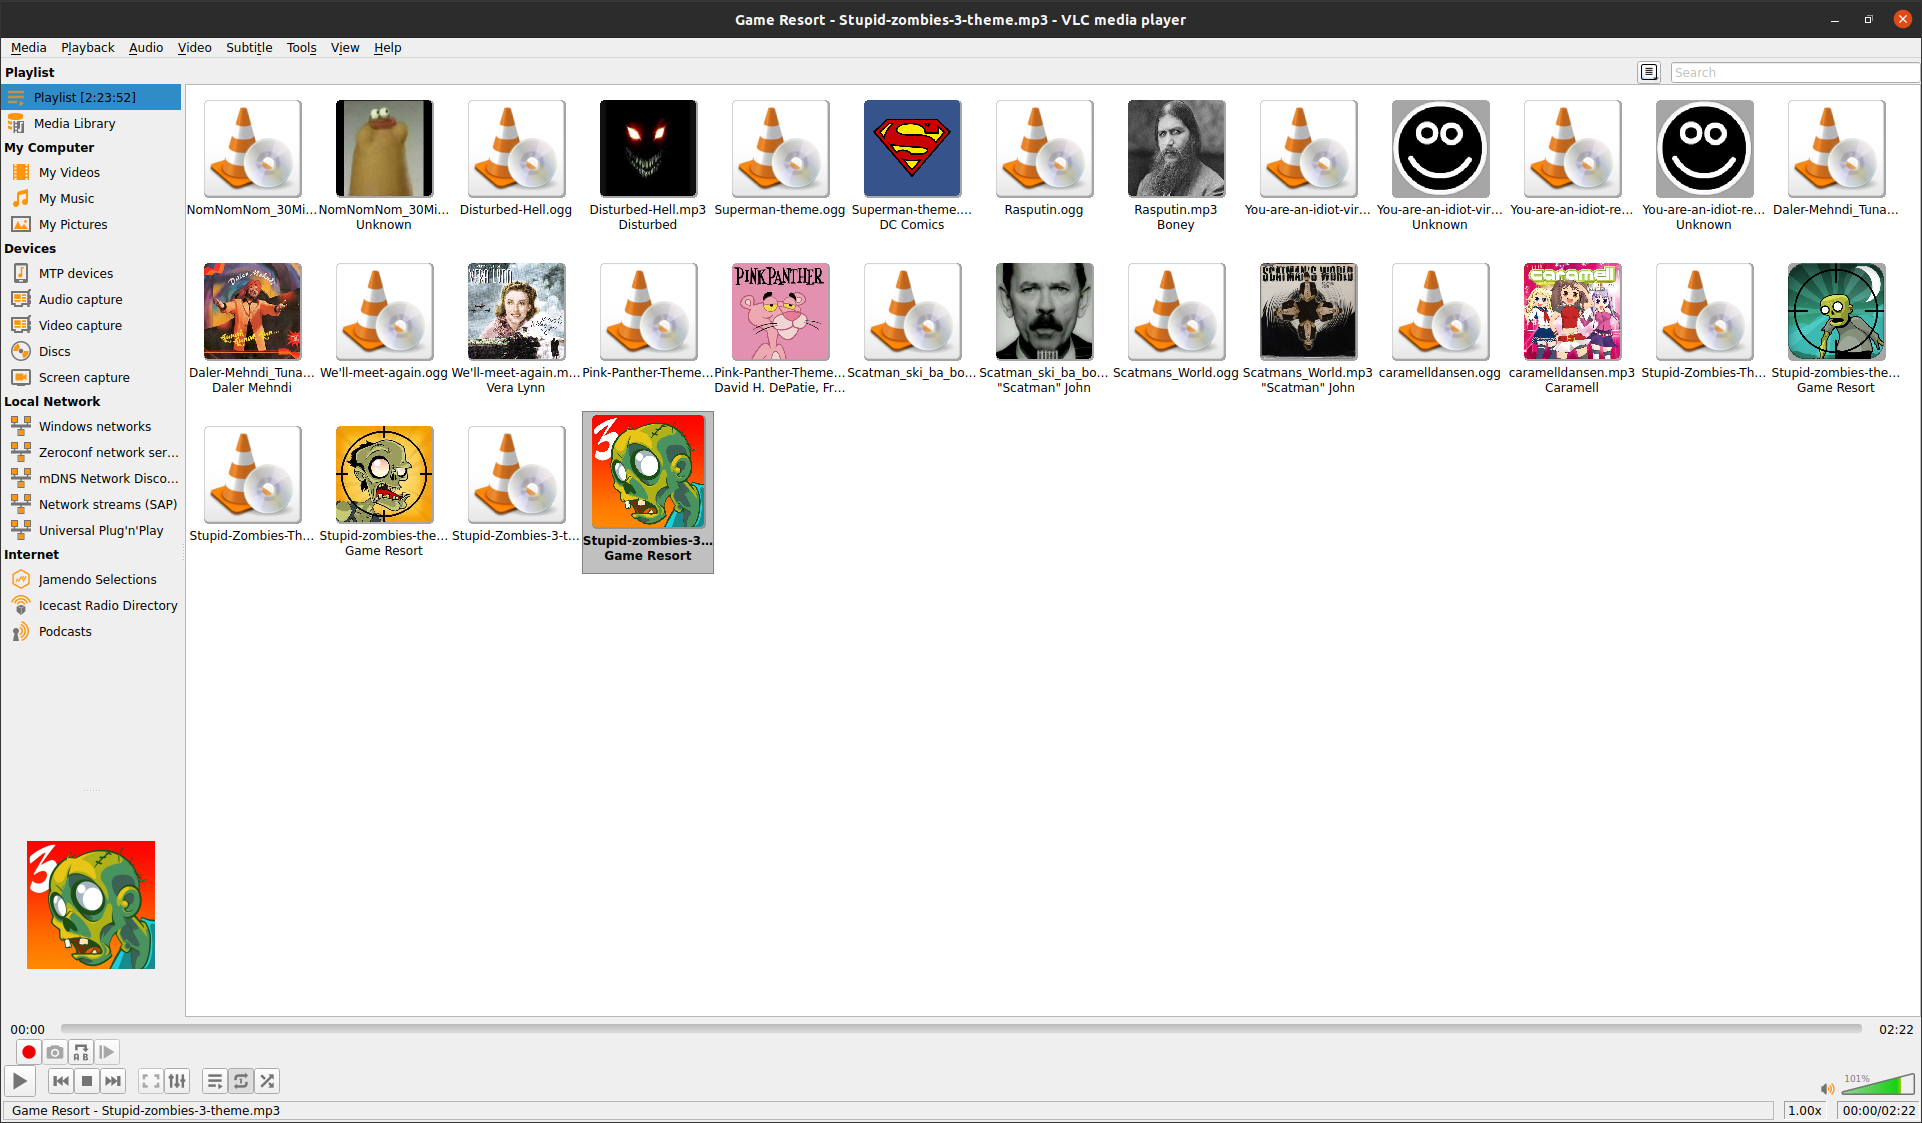 Game Resort - Stupid-zombies-3-theme.mp3 - VLC media player
Media Playback Audio Video Subtitle Tools View Help
Playlist
Search
Playlist [2:23:52]
Media Library
My Computer
My Videos
My Music
My Pictures
Devices
MTP devices
Audio capture
Video capture
Discs
Screen capture
Local Network
Windows networks
Zeroconf network ser...
mDNS Network Disco...
Network streams (SAP)
Universal Plug'n'Play
Internet
Jamendo Selections
Icecast Radio Directory
Podcasts
NomNomNom_30Mi...
NomNomNom_30Mi...
Unknown
Disturbed-Hell.ogg
Disturbed-Hell.mp3
Disturbed
Superman-theme.ogg
Superman-theme....
DC Comics
Rasputin.ogg
Rasputin.mp3
Boney
You-are-an-idiot-vir...
You-are-an-idiot-vir...
Unknown
You-are-an-idiot-re...
You-are-an-idiot-re...
Unknown
Daler-Mehndi_Tuna...
Daler-Mehndi_Tuna...
Daler Mehndi
We'll-meet-again.ogg
VERA LYNN
We'll-meet-again.m...
Vera Lynn
Pink-Panther-Theme...
PINK PANTHER
Pink-Panther-Theme...
David H. DePatie, Fr...
Scatman_ski_ba_bo...
Scatman_ski_ba_bo...
"Scatman" John
Scatmans_World.ogg
SCATMAN'S WORLD
Scatmans_World.mp3
"Scatman" John
caramelldansen.ogg
caramell
caramelldansen.mp3
Caramell
Stupid-Zombies-Th...
Stupid-zombies-the...
Game Resort
Stupid-Zombies-Th...
Stupid-zombies-the...
Game Resort
Stupid-Zombies-3-t...
3
Stupid-zombies-3...
Game Resort
3
00:00
02:22
A B
101%
Game Resort - Stupid-zombies-3-theme.mp3
1.00x
00:00/02:22